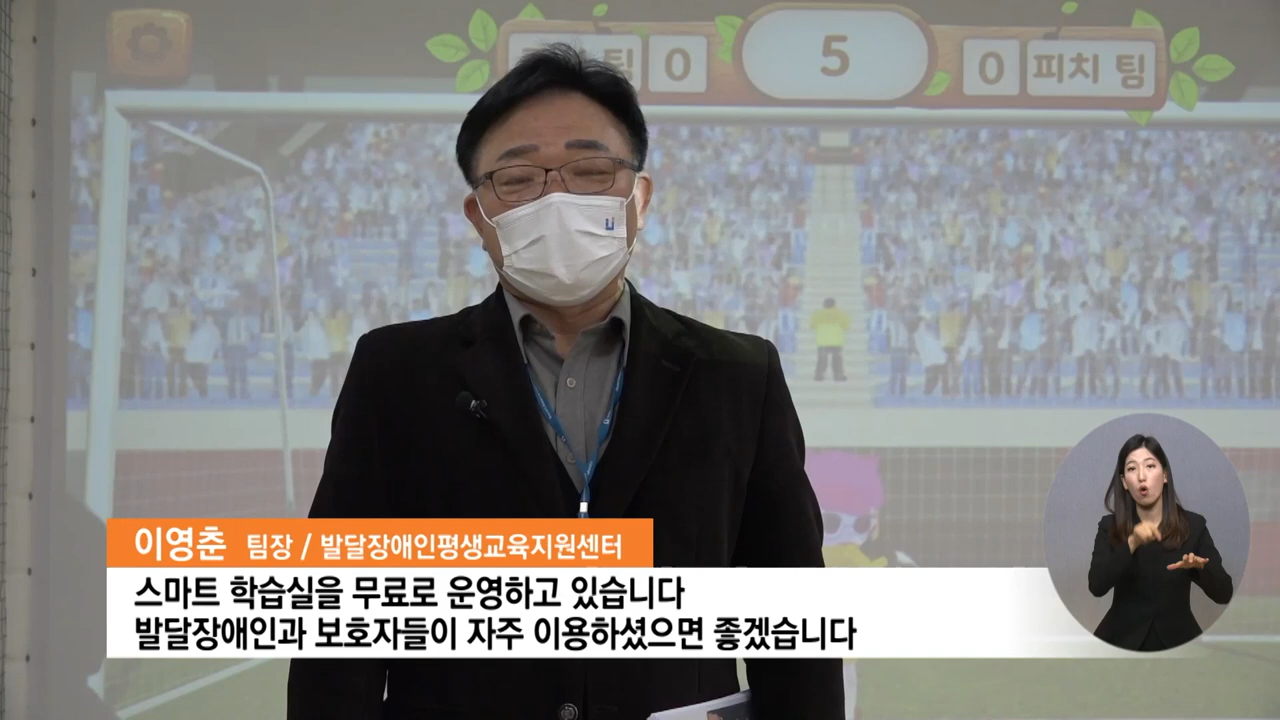 팅 0 5 0 피치 팅
이영춘 팀장 / 발달장애인평생교육지원센터
스마트 학습실을 무료로 운영하고 있습니다
발달장애인과 보호자들이 자주 이용하셨으면 좋겠습니다